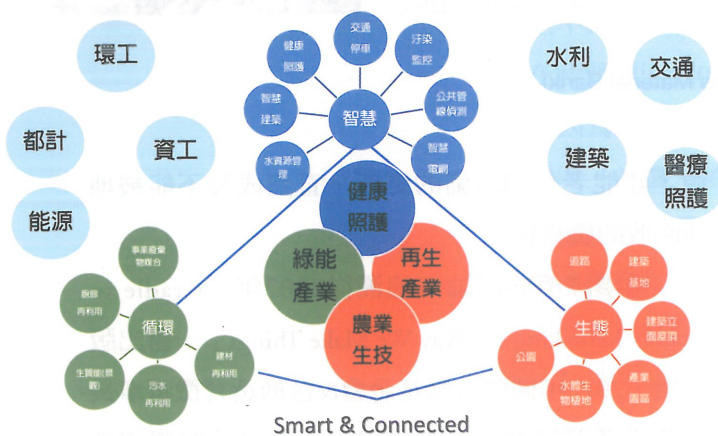 環工
都計
資工
能源
交通
停車
健康
照護
汙染
監控
智慧
建築
公共管
線偵測
水資源管
理
智慧
電網
智慧
水利
交通
建築
醫療
照護
健康
照護
綠能
產業
再生
產業
農業
生技
事業廢棄
物媒合
廚餘
再利用
生質能(景
觀)
污水
再利用
建材
再利用
循環
道路
建築
基地
建築立
面屋頂
產業
園區
水體生
物棲地
公園
生態
Smart & Connected